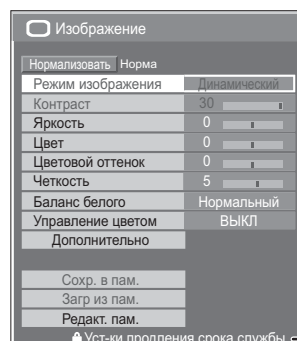 Изображение
Нормализовать Норма
Режим изображения Динамический
Контраст 30
Яркость 0
Цвет 0
Цветовой оттенок 0
Четкость 5
Баланс белого Нормальный
Управление цветом ВЫКЛ
Дополнительно
Сохр. в пам.
Загр из пам.
Редакт. пам.
Уст-ки продления срока службы